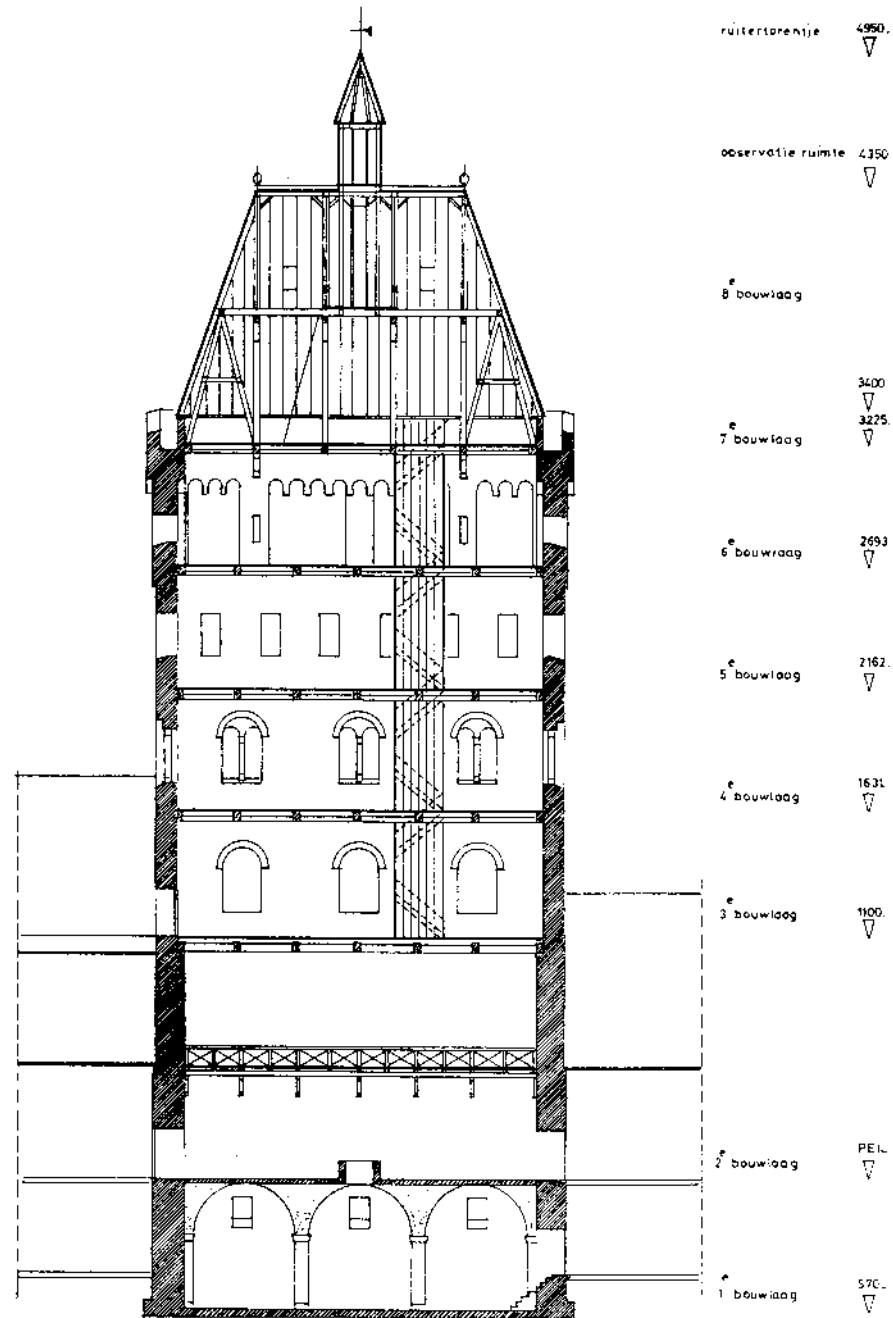 ruitertorentje 4950.
observatie ruimte 4350
8e bouwlaag
3400
7e bouwlaag 3225.
6e bouwlaag 2693
5e bouwlaag 2162.
4e bouwlaag 1631
3e bouwlaag 1100.
2e bouwlaag PEIL
1e bouwlaag 570-